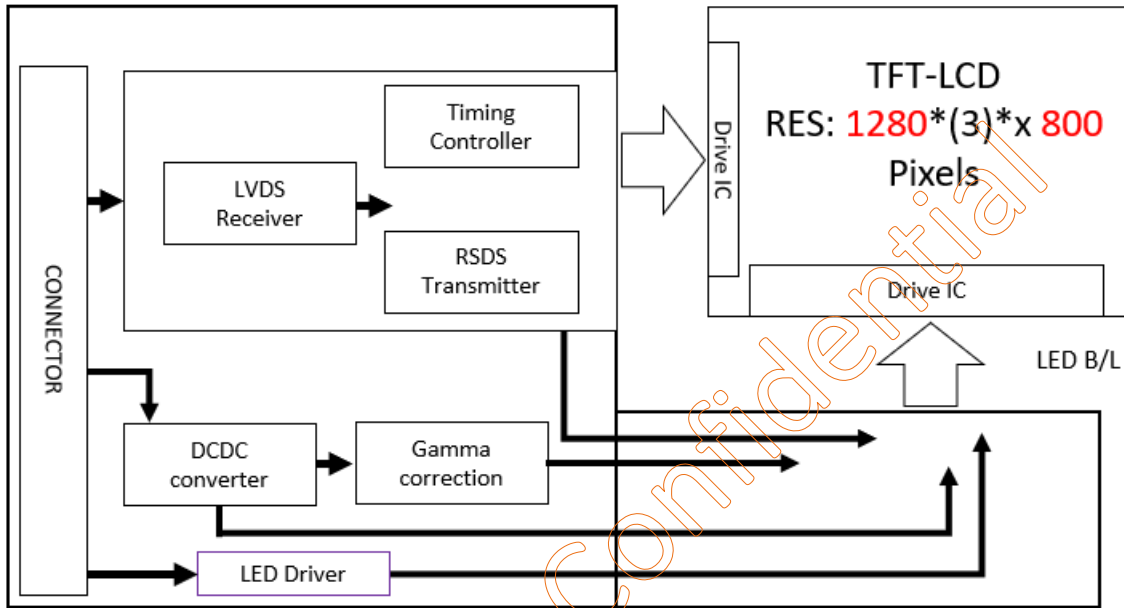 CONNECTOR
LVDS
Receiver
Timing
Controller
RSDS
Transmitter
DCDC
converter
Gamma
correction
LED Driver
Drive IC
TFT-LCD
RES: 1280*(3)*x 800
Pixels
Drive IC
LED B/L
Confidential